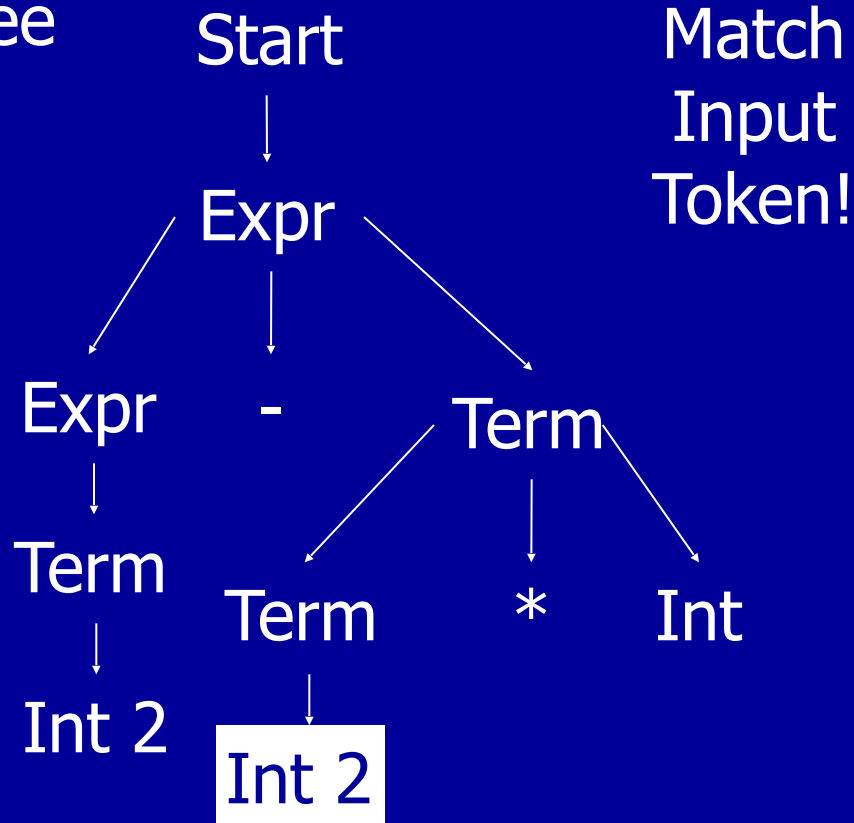 ee
Start
Match
Input
Token!
Expr
Expr - Term
Term
Term * Int
Int 2
Int 2